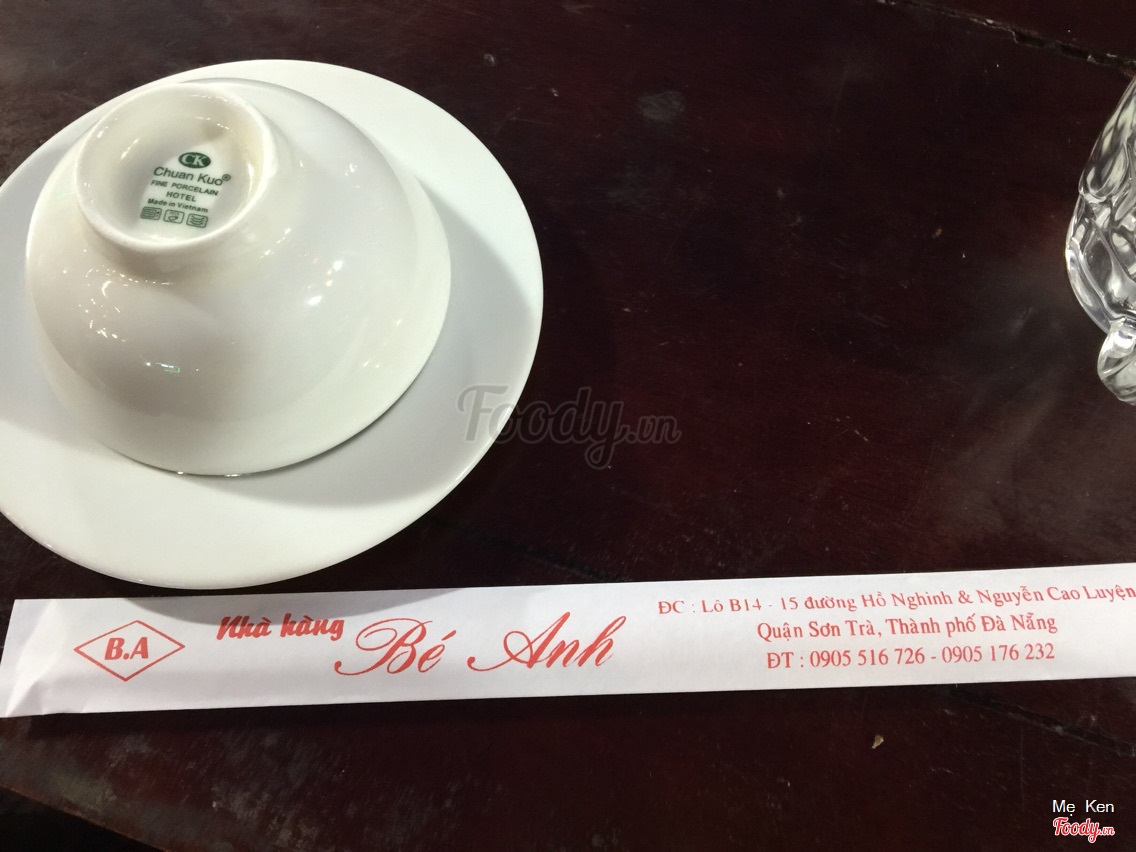 CK
Chuan Kuo®
FINE PORCELAIN
HOTEL
Made in Vietnam
Foody.vn
B.A
Nhà hàng
Bé Anh
ĐC : Lô B14 - 15 đường Hồ Nghinh & Nguyễn Cao Luyện
Quận Sơn Trà, Thành phố Đà Nẵng
ĐT : 0905 516 726 - 0905 176 232
Mẹ Ken
Foody.vn